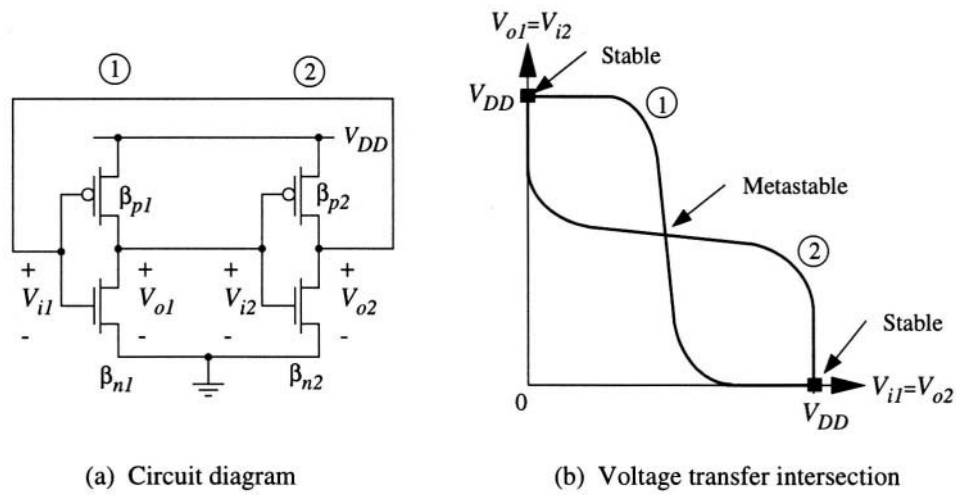 ① ②
V_DD
β_p1 β_p2
+ + + +
V_i1 V_o1 V_i2 V_o2
- - - -
β_n1 β_n2
(a) Circuit diagram
V_o1=V_i2
Stable
V_DD
①
Metastable
②
Stable
0
V_DD
V_i1=V_o2
(b) Voltage transfer intersection